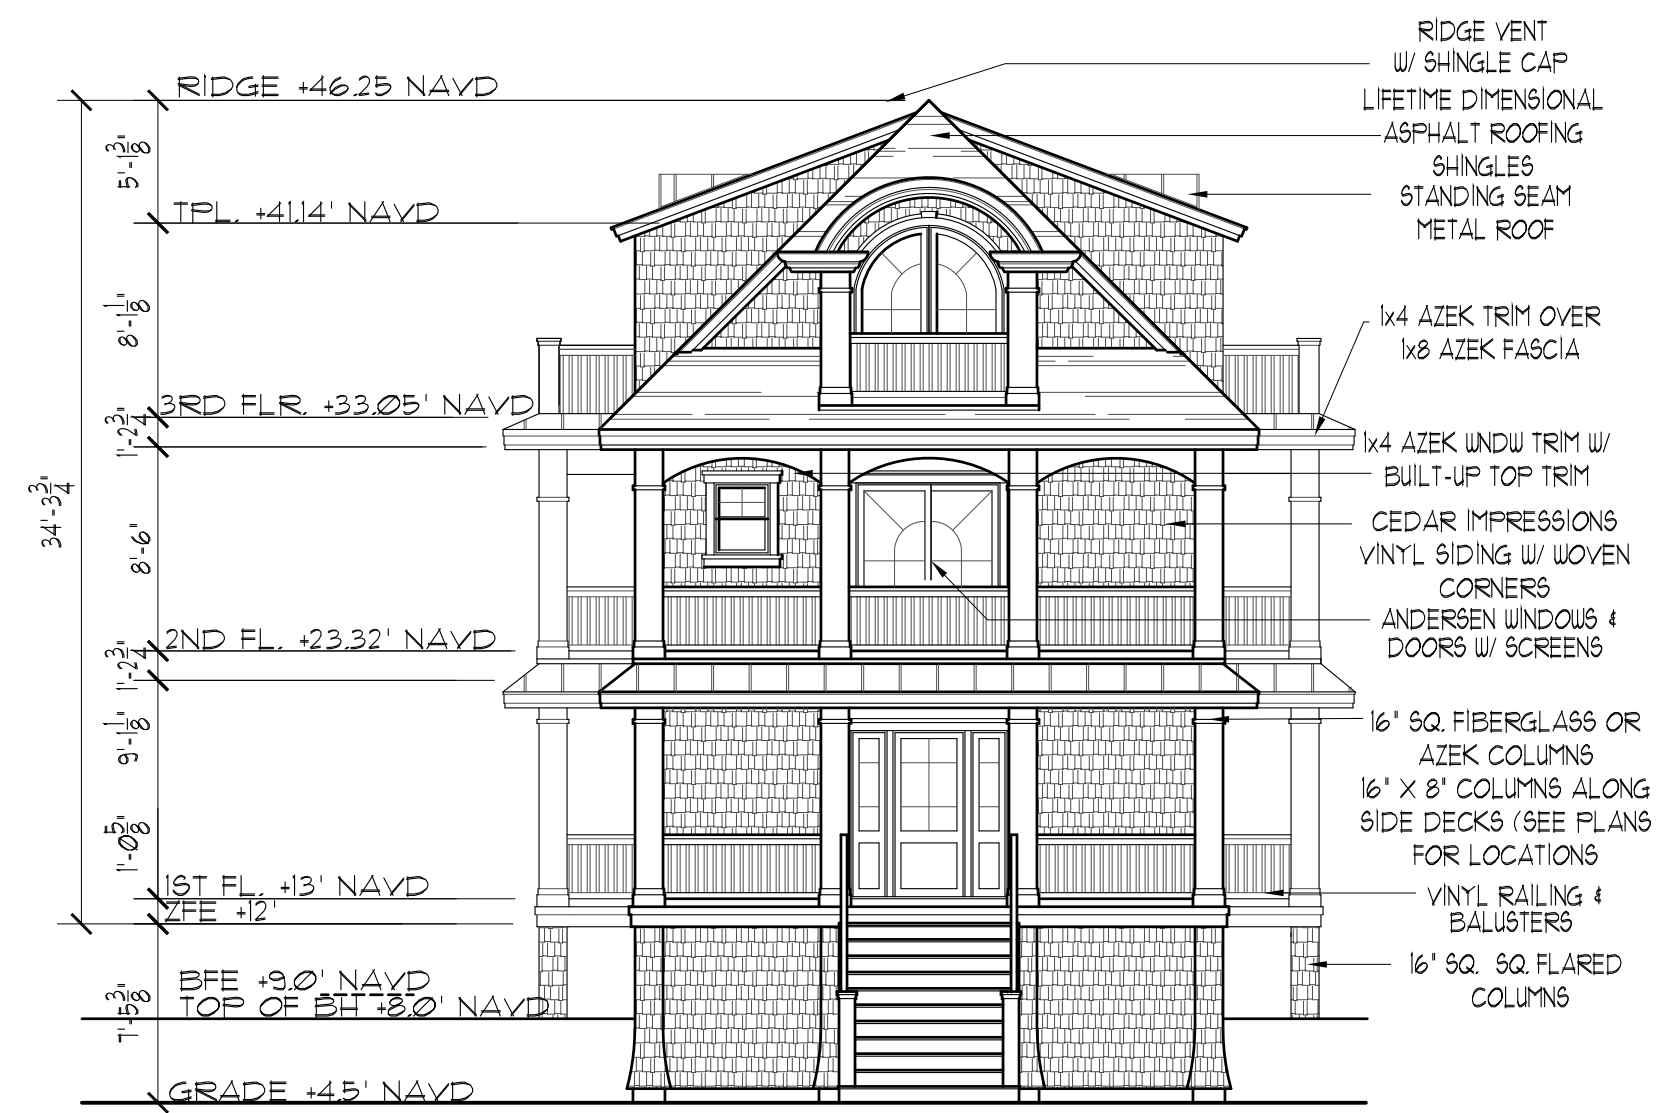 RIDGE +46.25 NAVD
5'-1 3/8"
TPL. +41.14' NAVD
8'-1 1/8"
3RD FLR. +33.05' NAVD
1'-2 3/4"
34'-3 3/4"
8'-6"
2ND FL. +23.32' NAVD
1'-2 3/4"
9'-1 1/8"
1'-0 5/8"
1ST FL. +13' NAVD
ZFE +12'
BFE +9.0' NAVD
TOP OF BH +8.0' NAVD
7'-5 3/8"
GRADE +4.5' NAVD
RIDGE VENT
W/ SHINGLE CAP
LIFETIME DIMENSIONAL
ASPHALT ROOFING
SHINGLES
STANDING SEAM
METAL ROOF
1x4 AZEK TRIM OVER
1x8 AZEK FASCIA
1x4 AZEK WNDW TRIM W/
BUILT-UP TOP TRIM
CEDAR IMPRESSIONS
VINYL SIDING W/ WOVEN
CORNERS
ANDERSEN WINDOWS &
DOORS W/ SCREENS
16" SQ. FIBERGLASS OR
AZEK COLUMNS
16" X 8" COLUMNS ALONG
SIDE DECKS (SEE PLANS
FOR LOCATIONS
VINYL RAILING &
BALUSTERS
16" SQ. SQ. FLARED
COLUMNS